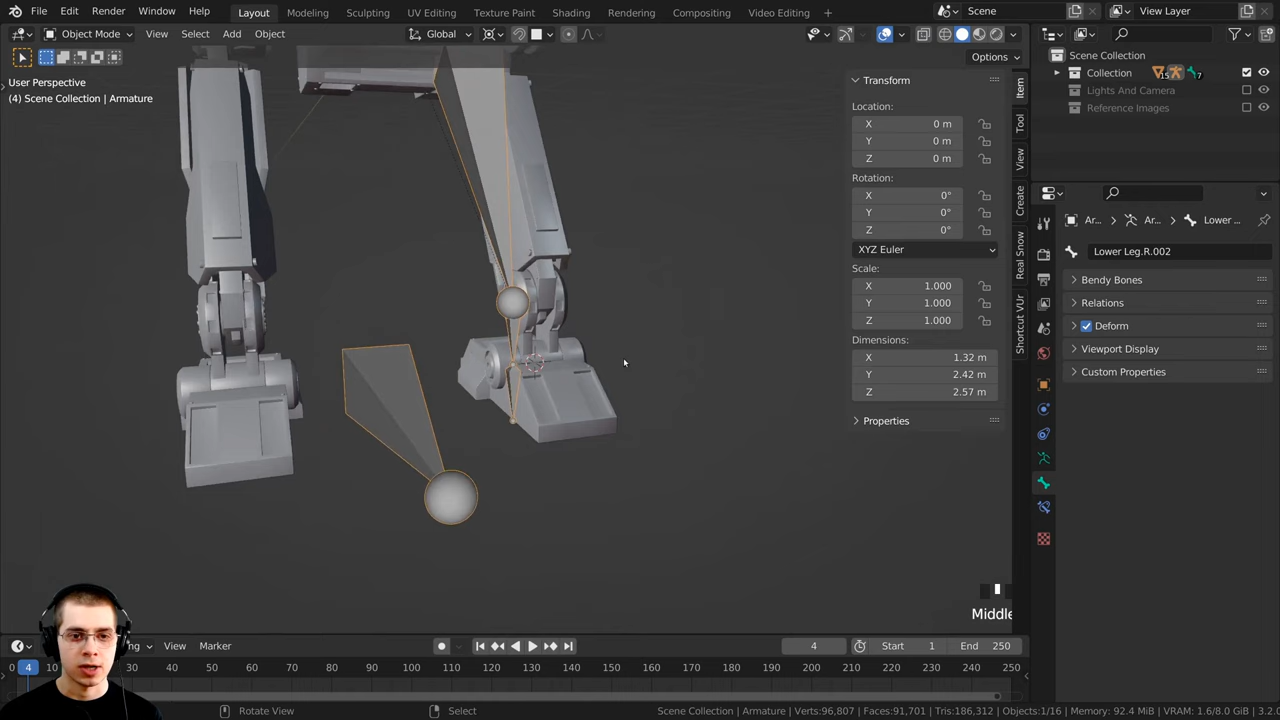 File Edit Render Window Help Layout Modeling Sculpting UV Editing Texture Paint Shading Rendering Compositing Video Editing + Scene View Layer
Object Mode View Select Add Object Global
Options
User Perspective
(4) Scene Collection | Armature
Transform
Location:
X 0 m
Y 0 m
Z 0 m
Rotation:
X 0°
Y 0°
Z 0°
XYZ Euler
Scale:
X 1.000
Y 1.000
Z 1.000
Dimensions:
X 1.32 m
Y 2.42 m
Z 2.57 m
Properties
Item
Tool
View
Create
Real Snow
Shortcut VUr
Scene Collection
Collection 15 7
Lights And Camera
Reference Images
Ar... Ar... Lower ...
Lower Leg.R.002
Bendy Bones
Relations
Deform
Viewport Display
Custom Properties
Middle
View Marker 4 Start 1 End 250
0 4 10 30 40 50 60 70 80 90 100 110 120 130 140 150 160 170 180 190 200 210 220 230 240 250
Rotate View Select Scene Collection | Armature | Verts:96,807 | Faces:91,701 | Tris:186,312 | Objects:1/16 | Memory: 92.4 MiB | VRAM: 1.6/8.0 GiB | 3.2.